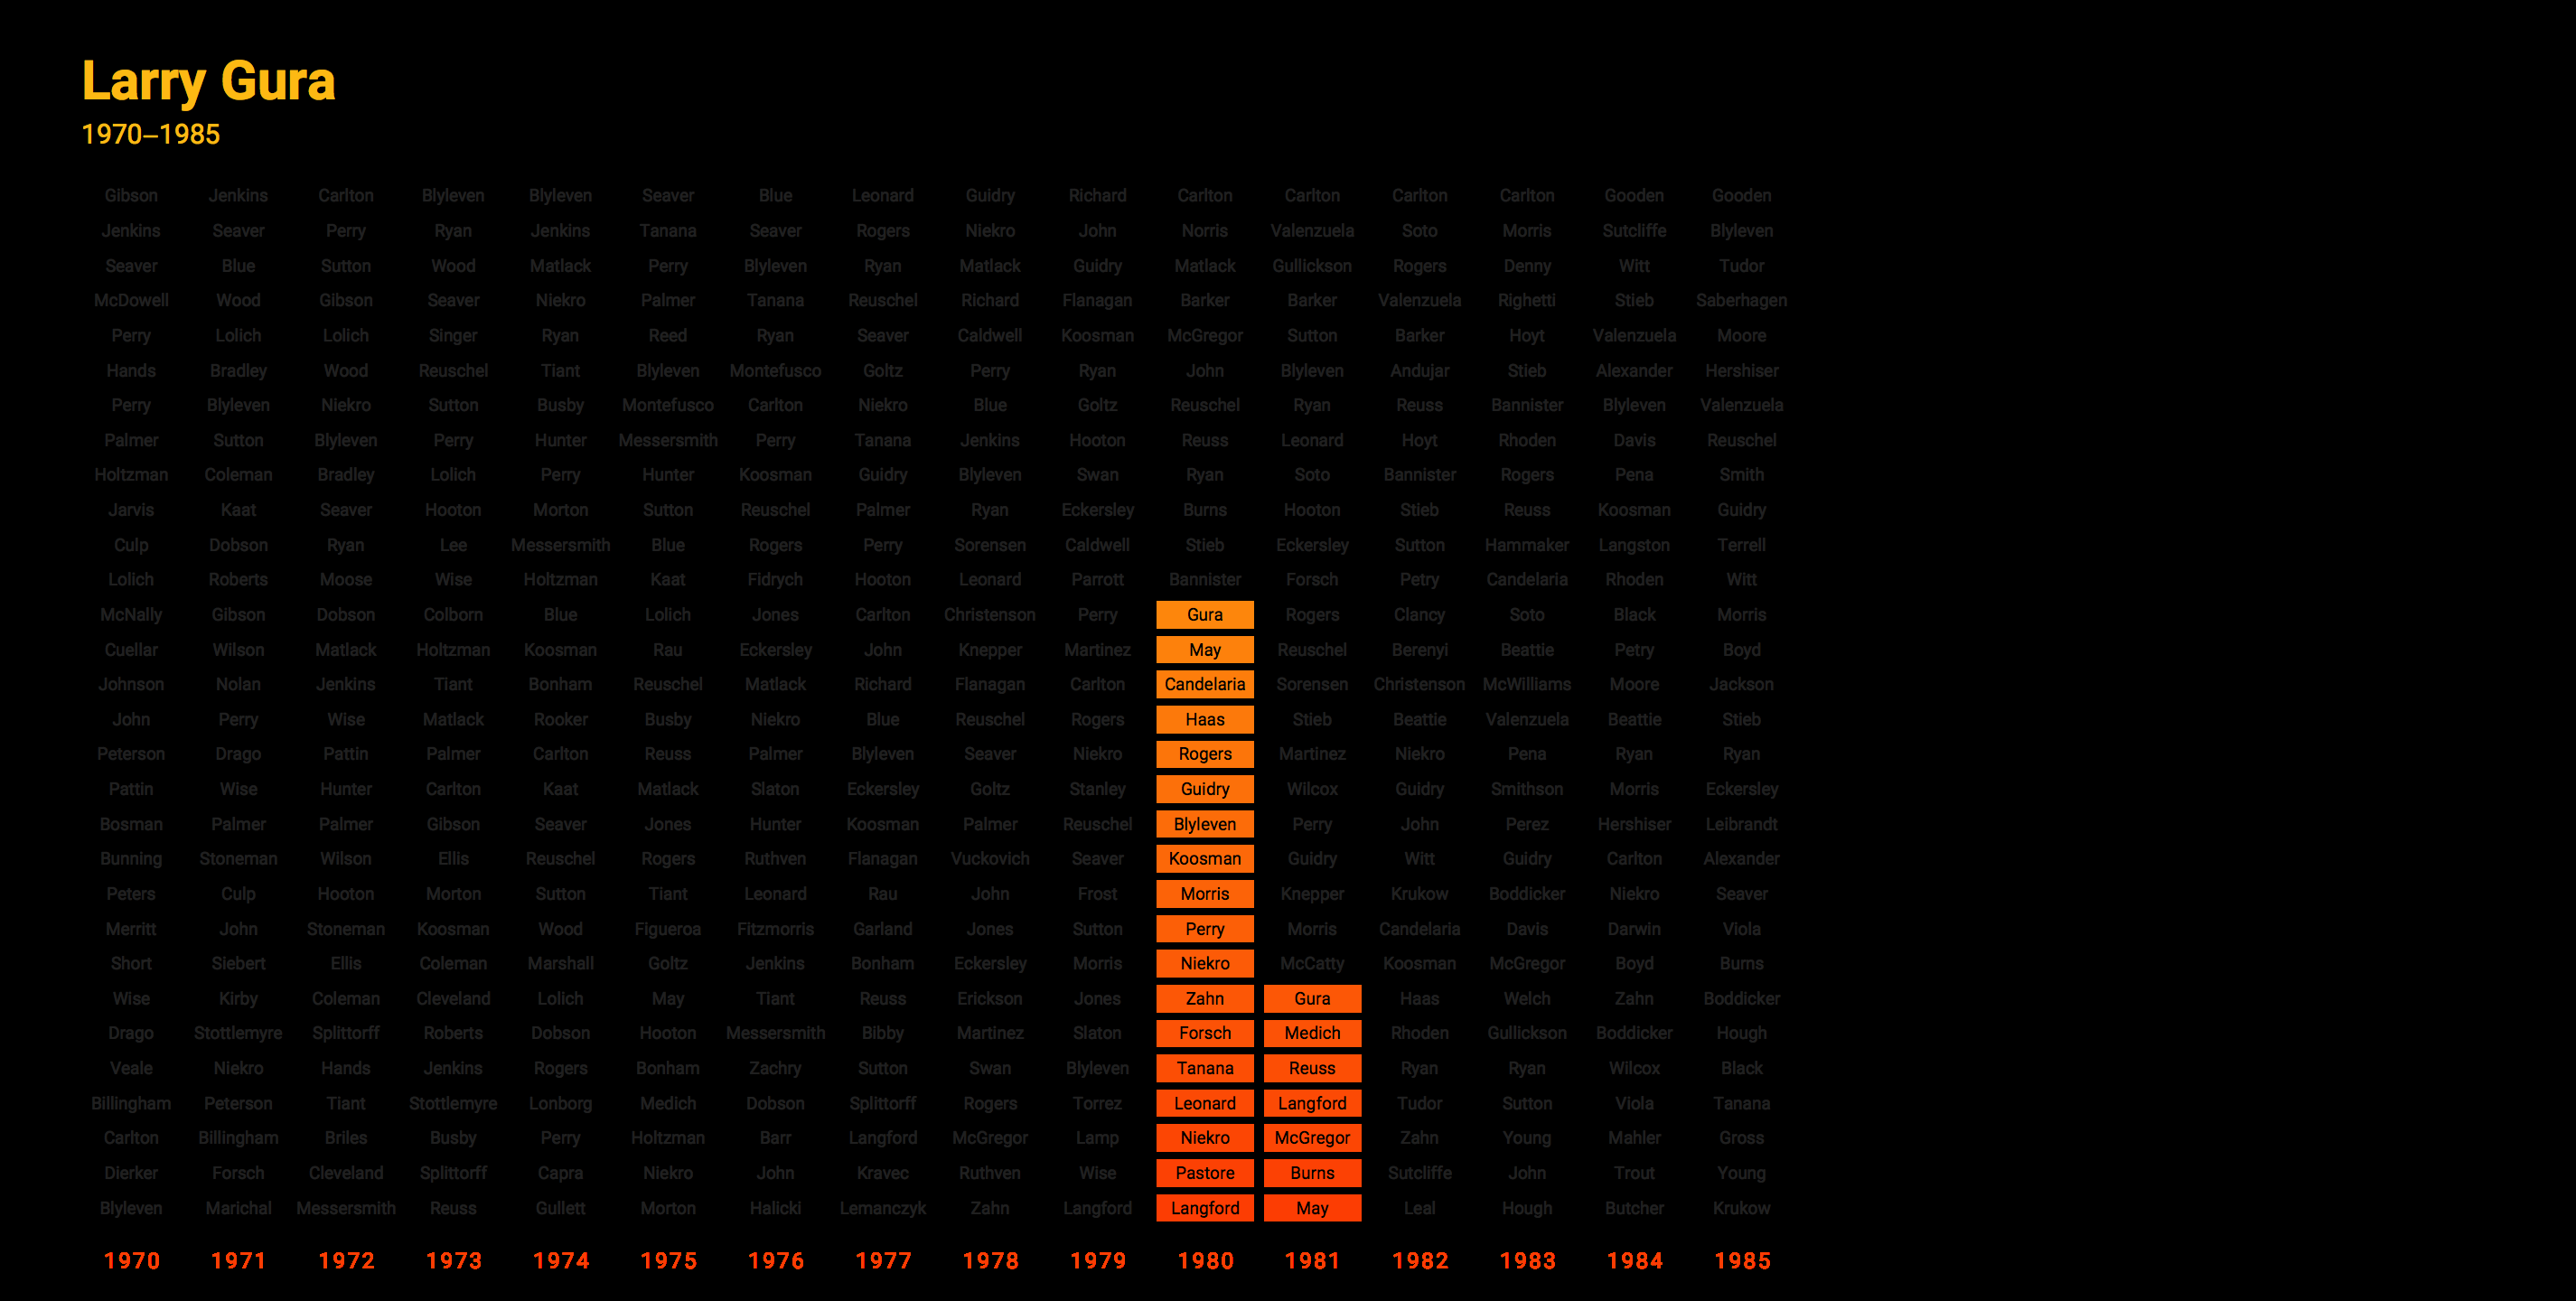 Larry Gura
1970–1985
Gibson Jenkins Carlton Blyleven Blyleven Seaver Blue Leonard Guidry Richard Carlton Carlton Carlton Carlton Gooden Gooden
Jenkins Seaver Perry Ryan Jenkins Tanana Seaver Rogers Niekro John Norris Valenzuela Soto Morris Sutcliffe Blyleven
Seaver Blue Sutton Wood Matlack Perry Blyleven Ryan Matlack Guidry Matlack Gullickson Rogers Denny Witt Tudor
McDowell Wood Gibson Seaver Niekro Palmer Tanana Reuschel Richard Flanagan Barker Barker Valenzuela Righetti Stieb Saberhagen
Perry Lolich Lolich Singer Ryan Reed Ryan Seaver Caldwell Koosman McGregor Sutton Barker Hoyt Valenzuela Moore
Hands Bradley Wood Reuschel Tiant Blyleven Montefusco Goltz Perry Ryan John Blyleven Andujar Stieb Alexander Hershiser
Perry Blyleven Niekro Sutton Busby Montefusco Carlton Niekro Blue Goltz Reuschel Ryan Reuss Bannister Blyleven Valenzuela
Palmer Sutton Blyleven Perry Hunter Messersmith Perry Tanana Jenkins Hooton Reuss Leonard Hoyt Rhoden Davis Reuschel
Holtzman Coleman Bradley Lolich Perry Hunter Koosman Guidry Blyleven Swan Ryan Soto Bannister Rogers Pena Smith
Jarvis Kaat Seaver Hooton Morton Sutton Reuschel Palmer Ryan Eckersley Burns Hooton Stieb Reuss Koosman Guidry
Culp Dobson Ryan Lee Messersmith Blue Rogers Perry Sorensen Caldwell Stieb Eckersley Sutton Hammaker Langston Terrell
Lolich Roberts Moose Wise Holtzman Kaat Fidrych Hooton Leonard Parrott Bannister Forsch Petry Candelaria Rhoden Witt
McNally Gibson Dobson Colborn Blue Lolich Jones Carlton Christenson Perry Gura Rogers Clancy Soto Black Morris
Cuellar Wilson Matlack Holtzman Koosman Rau Eckersley John Knepper Martinez May Reuschel Berenyi Beattie Petry Boyd
Johnson Nolan Jenkins Tiant Bonham Reuschel Matlack Richard Flanagan Carlton Candelaria Sorensen Christenson McWilliams Moore Jackson
John Perry Wise Matlack Rooker Busby Niekro Blue Reuschel Rogers Haas Stieb Beattie Valenzuela Beattie Stieb
Peterson Drago Pattin Palmer Carlton Reuss Palmer Blyleven Seaver Niekro Rogers Martinez Niekro Pena Ryan Ryan
Pattin Wise Hunter Carlton Kaat Matlack Slaton Eckersley Goltz Stanley Guidry Wilcox Guidry Smithson Morris Eckersley
Bosman Palmer Palmer Gibson Seaver Jones Hunter Koosman Palmer Reuschel Blyleven Perry John Perez Hershiser Leibrandt
Bunning Stoneman Wilson Ellis Reuschel Rogers Ruthven Flanagan Vuckovich Seaver Koosman Guidry Witt Guidry Carlton Alexander
Peters Culp Hooton Morton Sutton Tiant Leonard Rau John Frost Morris Knepper Krukow Boddicker Niekro Seaver
Merritt John Stoneman Koosman Wood Figueroa Fitzmorris Garland Jones Sutton Perry Morris Candelaria Davis Darwin Viola
Short Siebert Ellis Coleman Marshall Goltz Jenkins Bonham Eckersley Morris Niekro McCatty Koosman McGregor Boyd Burns
Wise Kirby Coleman Cleveland Lolich May Tiant Reuss Erickson Jones Zahn Gura Haas Welch Zahn Boddicker
Drago Stottlemyre Splittorff Roberts Dobson Hooton Messersmith Bibby Martinez Slaton Forsch Medich Rhoden Gullickson Boddicker Hough
Veale Niekro Hands Jenkins Rogers Bonham Zachry Sutton Swan Blyleven Tanana Reuss Ryan Ryan Wilcox Black
Billingham Peterson Tiant Stottlemyre Lonborg Medich Dobson Splittorff Rogers Torrez Leonard Langford Tudor Sutton Viola Tanana
Carlton Billingham Briles Busby Perry Holtzman Barr Langford McGregor Lamp Niekro McGregor Zahn Young Mahler Gross
Dierker Forsch Cleveland Splittorff Capra Niekro John Kravec Ruthven Wise Pastore Burns Sutcliffe John Trout Young
Blyleven Marichal Messersmith Reuss Gullett Morton Halicki Lemanczyk Zahn Langford Langford May Leal Hough Butcher Krukow
1970 1971 1972 1973 1974 1975 1976 1977 1978 1979 1980 1981 1982 1983 1984 1985